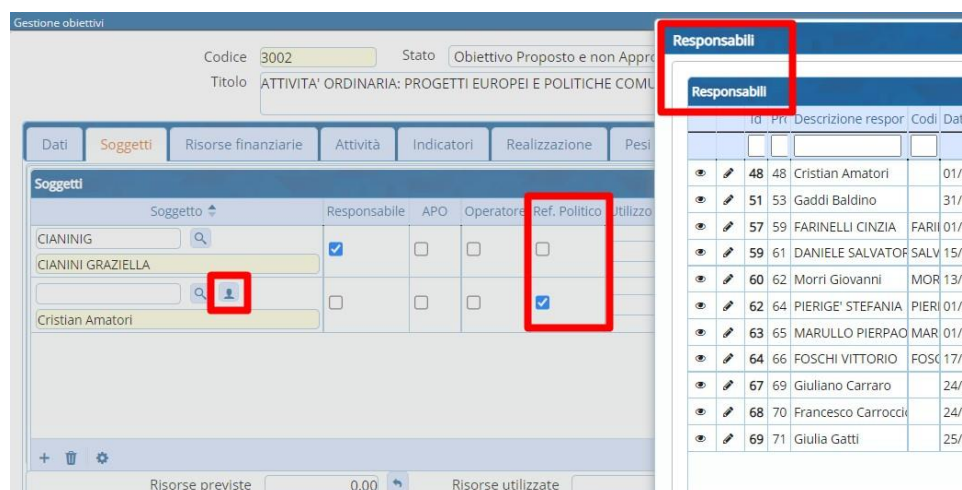 Gestione obiettivi
Codice 3002 Stato Obiettivo Proposto e non Appro
Titolo ATTIVITA' ORDINARIA: PROGETTI EUROPEI E POLITICHE COMU
Dati Soggetti Risorse finanziarie Attività Indicatori Realizzazione Pesi
Soggetti
Soggetto Responsabile APO Operatore Ref. Politico Utilizzo
CIANINIG
CIANINI GRAZIELLA
Cristian Amatori
Risorse previste 0,00 Risorse utilizzate
Responsabili
Responsabili
Id Pro Descrizione respor Codi Dat
48 48 Cristian Amatori 01/
51 53 Gaddi Baldino 31/
57 59 FARINELLI CINZIA FARI 01/
59 61 DANIELE SALVATOR SALV 15/
60 62 Morri Giovanni MOR 13/
62 64 PIERIGE' STEFANIA PIERI 01/
63 65 MARULLO PIERPAO MAR 01/
64 66 FOSCHI VITTORIO FOSC 17/
67 69 Giuliano Carraro 24/
68 70 Francesco Carroccio 24/
69 71 Giulia Gatti 25/